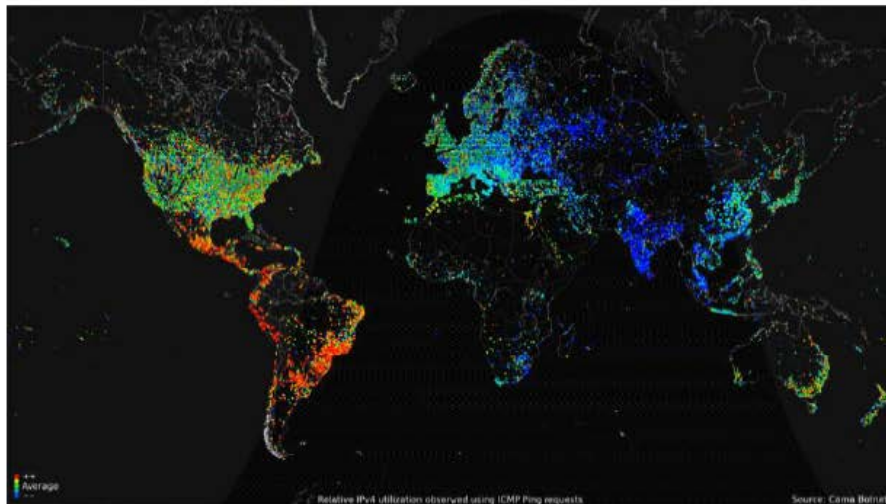 ++
Average
--
Relative IPv4 utilization observed using ICMP Ping requests
Source: Carna Botnet